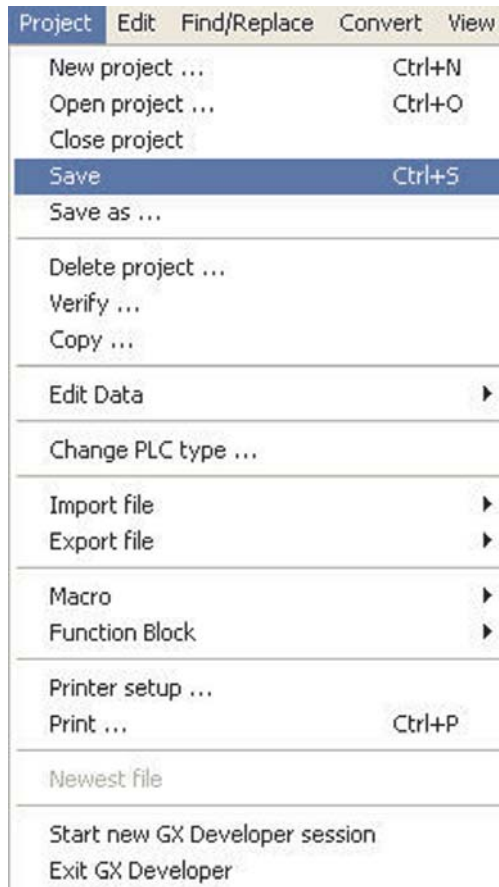 Project Edit Find/Replace Convert View
New project ... Ctrl+N
Open project ... Ctrl+O
Close project
Save Ctrl+S
Save as ...
Delete project ...
Verify ...
Copy ...
Edit Data
Change PLC type ...
Import file
Export file
Macro
Function Block
Printer setup ...
Print ... Ctrl+P
Newest file
Start new GX Developer session
Exit GX Developer